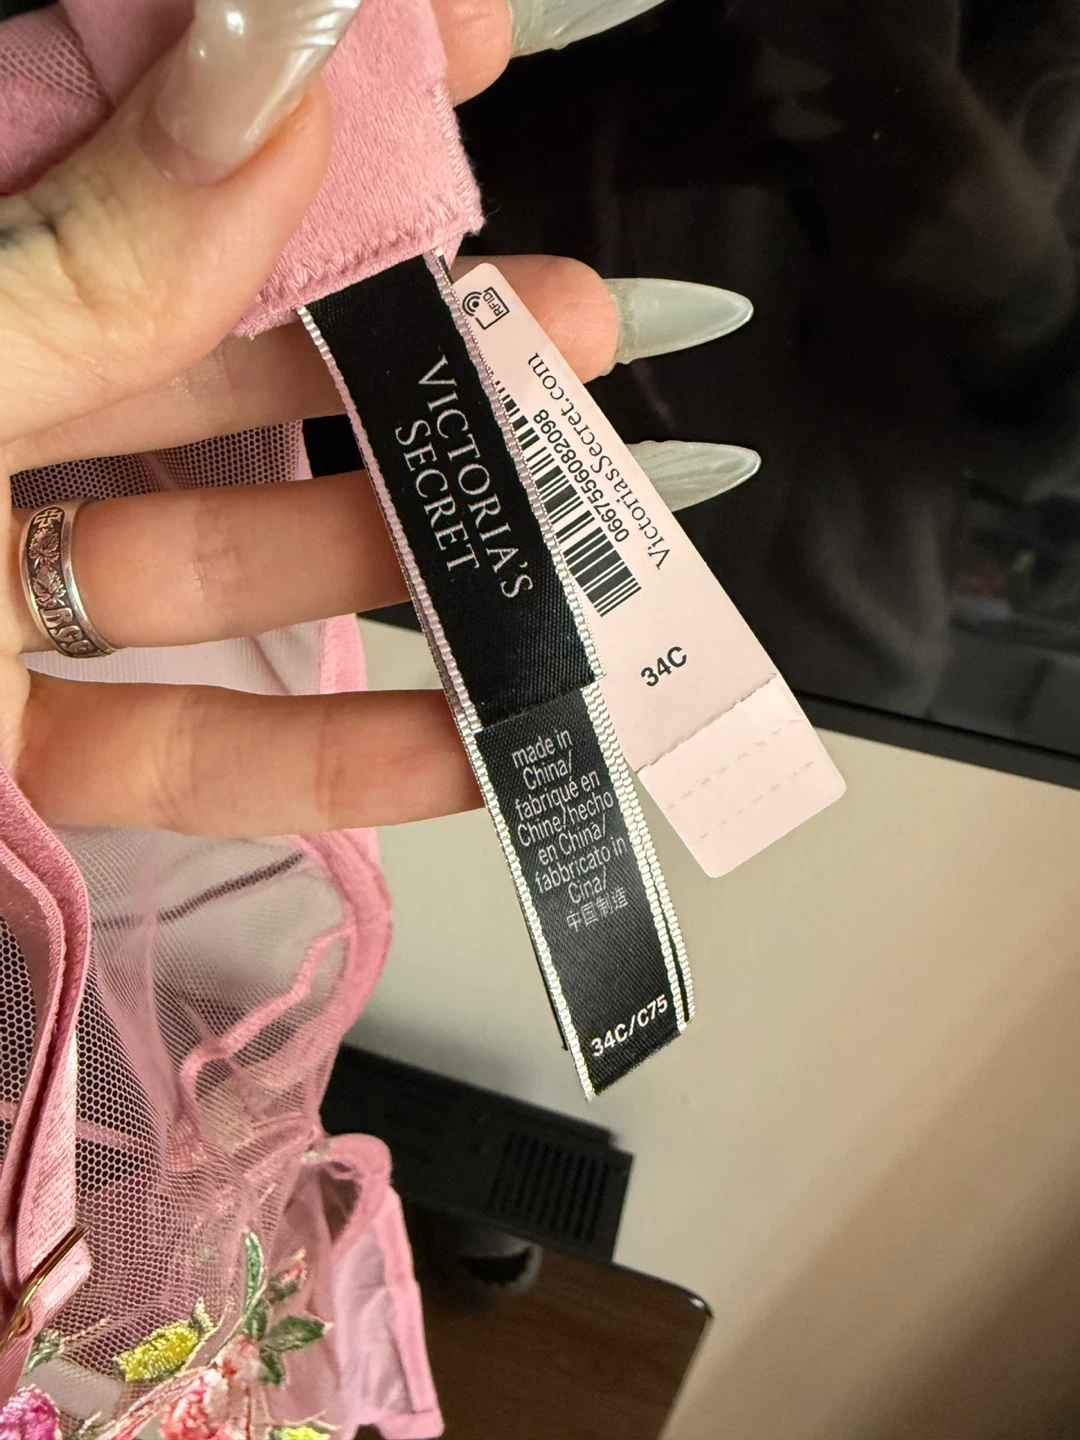 VICTORIA'S
SECRET
made in
China/
fabriqué en
Chine/hecho
en China/
fabbricato in
Cina/
中国制造
34C/C75
RFID
VictoriasSecret.com
0667556082098
34C